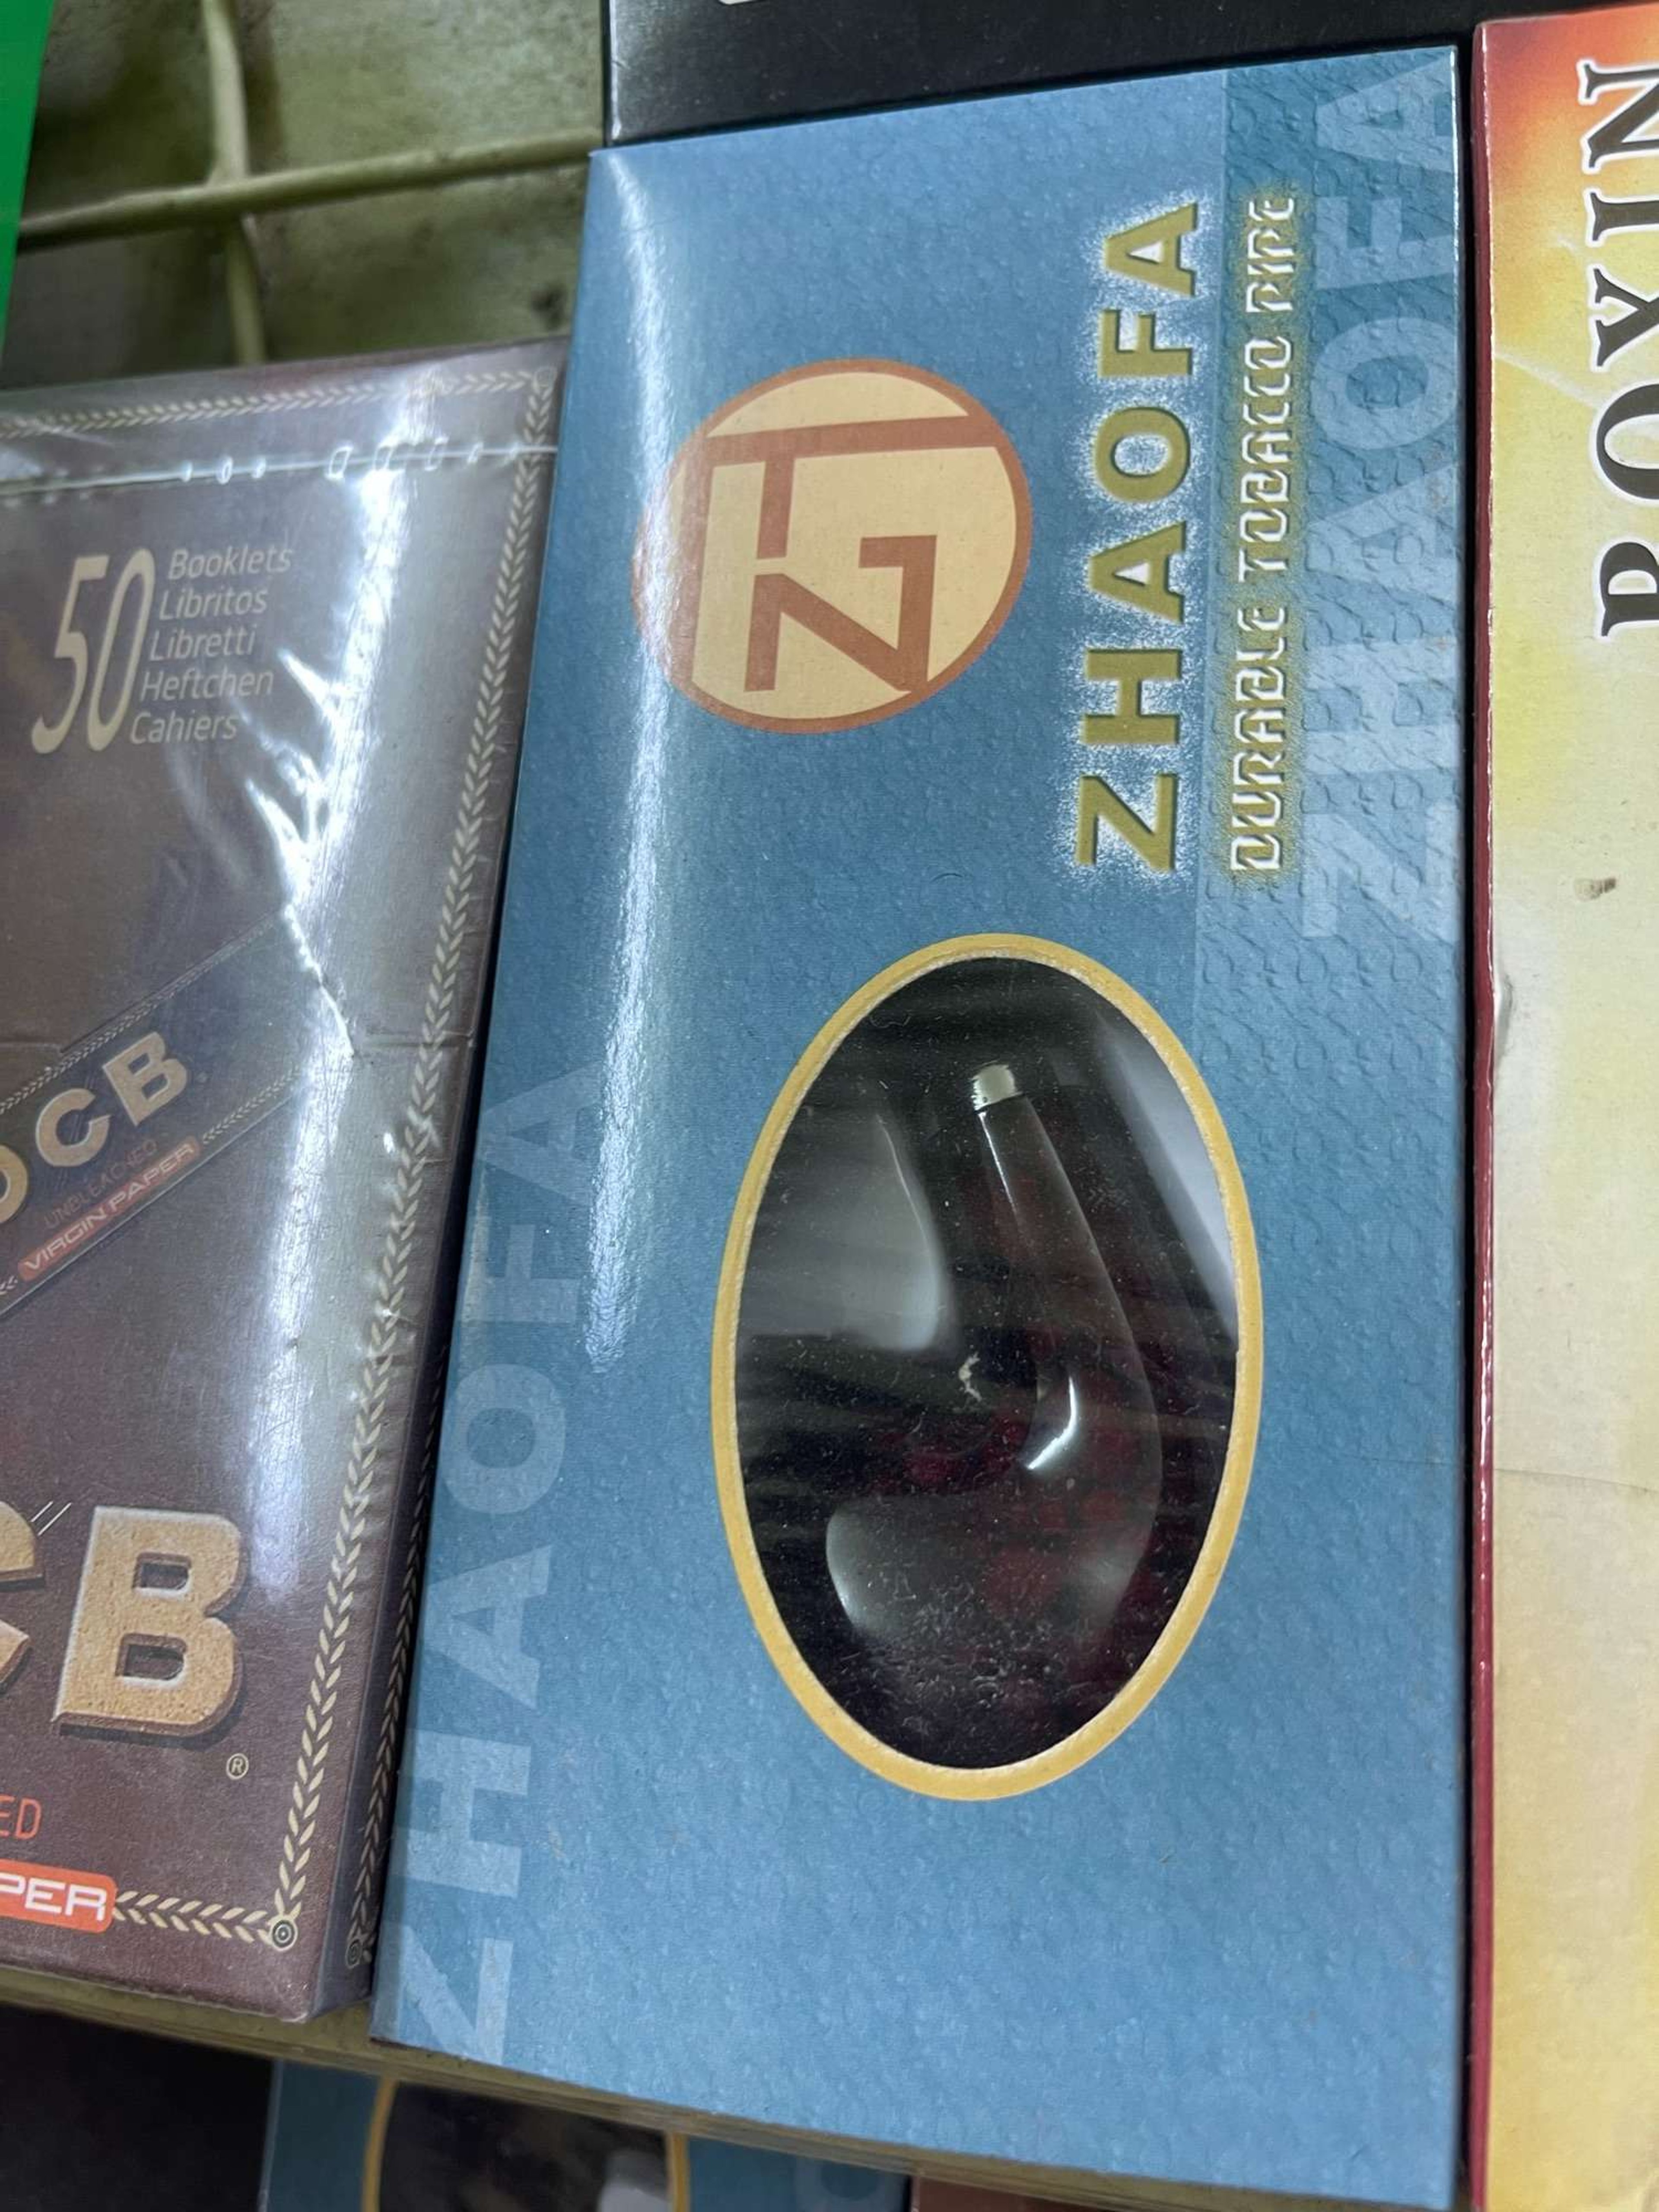 50
Booklets
Libritos
Libretti
Heftchen
Cahiers
OCB
UNBLEACHED
VIRGIN PAPER
CB
®
ED
PER
ZHAOFA
DURABLE TOBACCO PIPE
ZHAOFA
ZHAOFA
BOYIN